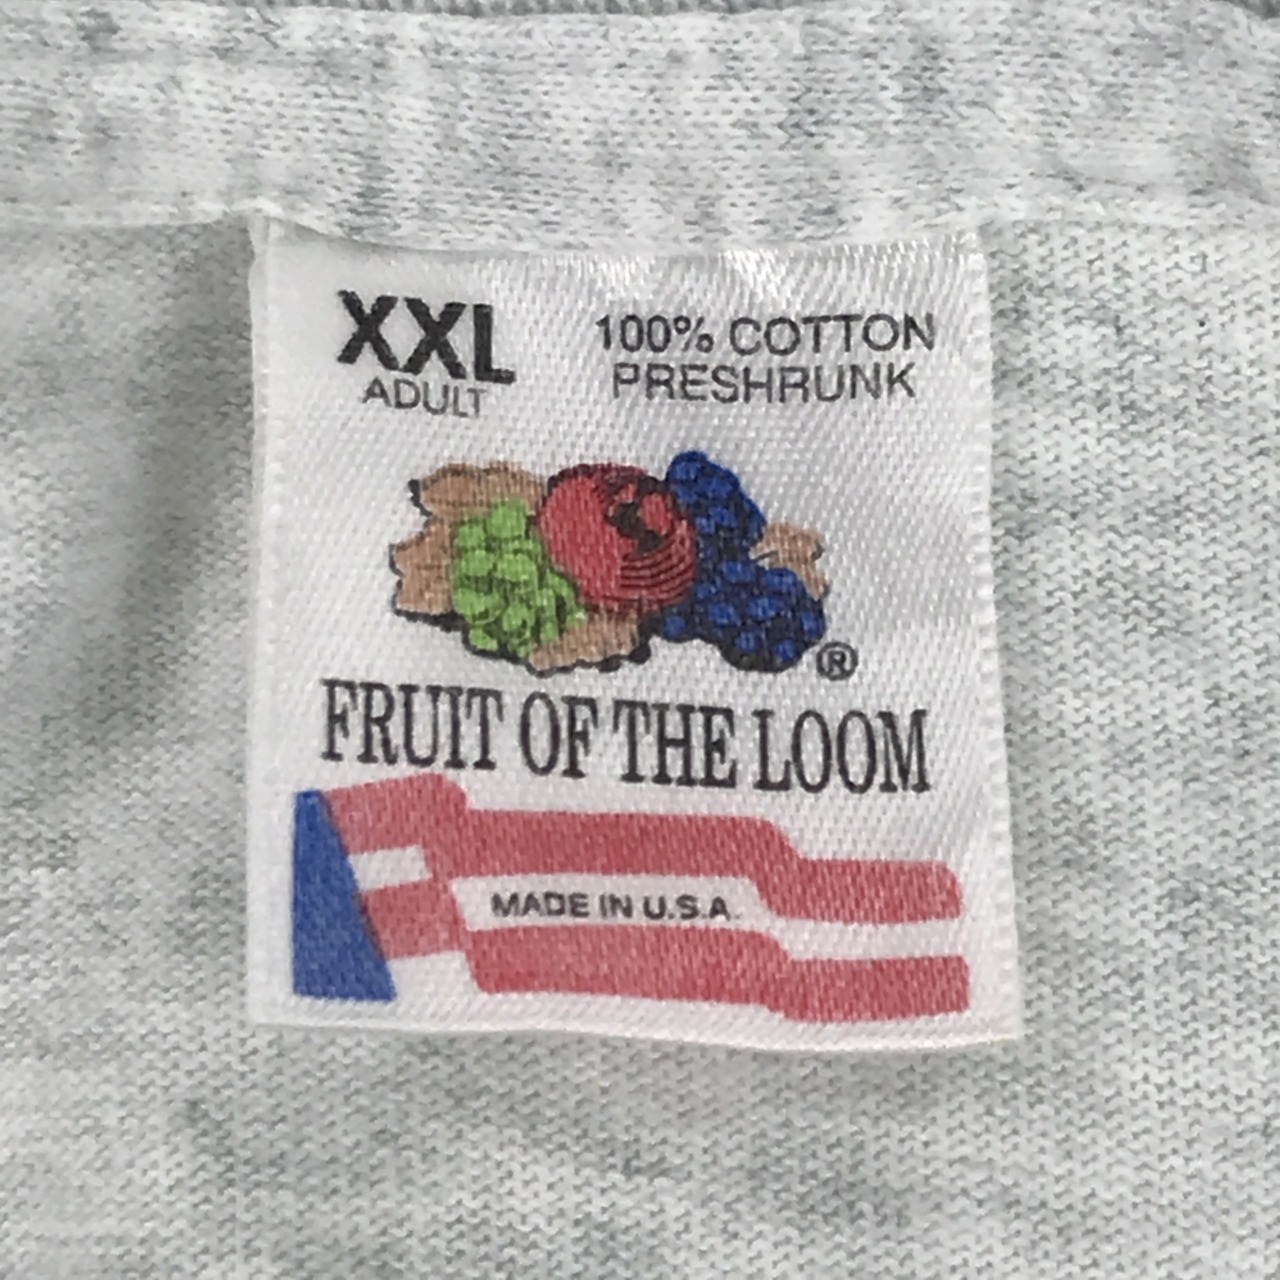 XXL
ADULT
100% COTTON
PRESHRUNK
®
FRUIT OF THE LOOM
MADE IN U.S.A.